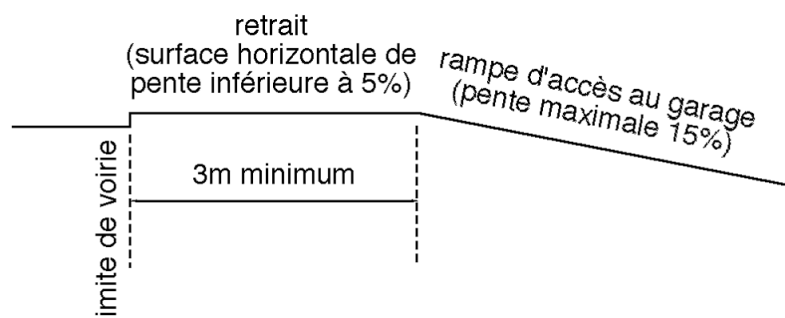 retrait
(surface horizontale de
pente inférieure à 5%)
rampe d'accès au garage
(pente maximale 15%)
3m minimum
imite de voirie